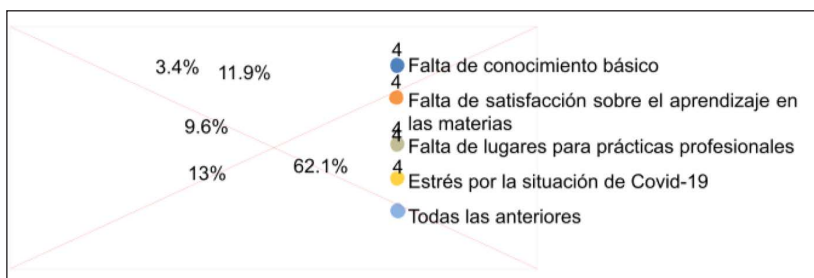 3.4%
11.9%
9.6%
13%
62.1%
4
Falta de conocimiento básico
4
Falta de satisfacción sobre el aprendizaje en
las materias
4
4
Falta de lugares para prácticas profesionales
4
Estrés por la situación de Covid-19
Todas las anteriores